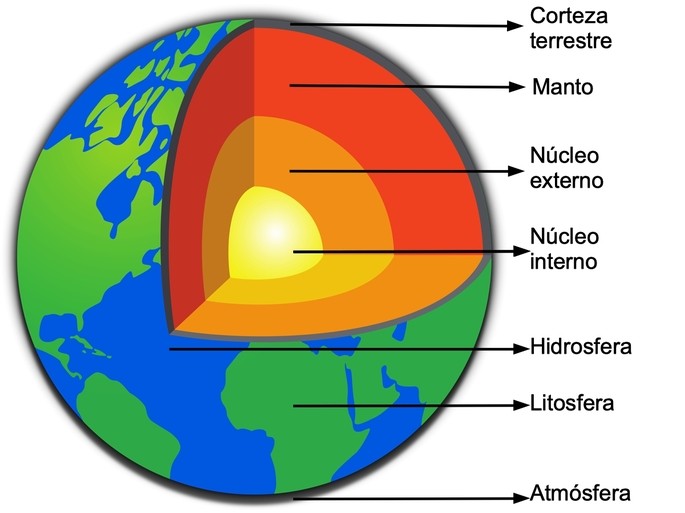 Corteza
terrestre
Manto
Núcleo
externo
Núcleo
interno
Hidrosfera
Litosfera
Atmósfera